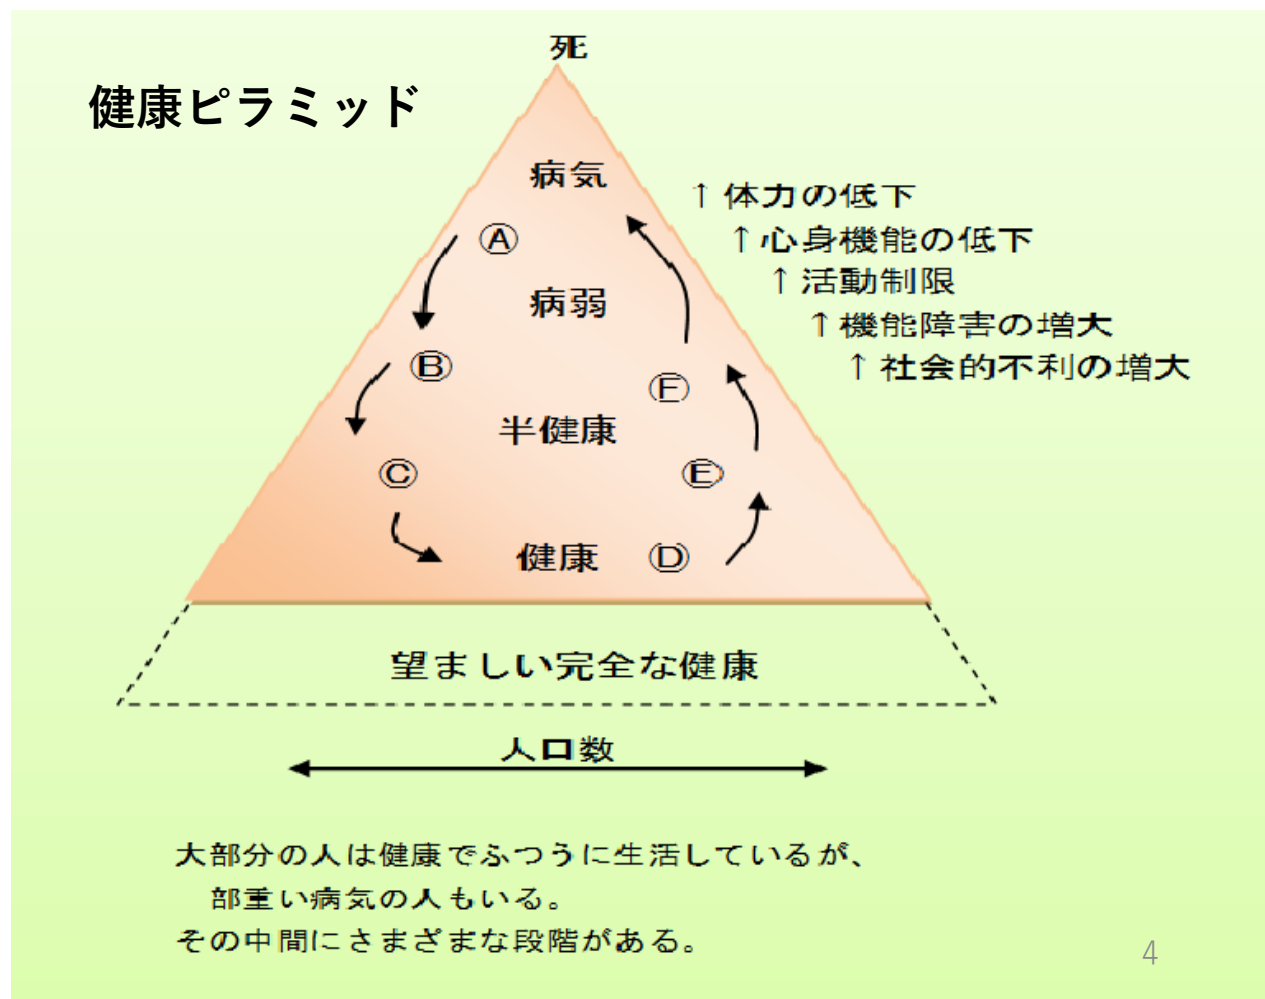 死
健康ピラミッド
病気
↑体力の低下
Ⓐ
↑心身機能の低下
↑活動制限
病弱
↑機能障害の増大
Ⓑ
↑社会的不利の増大
Ⓕ
半健康
Ⓒ
Ⓔ
健康
Ⓓ
望ましい完全な健康
人口数
大部分の人は健康でふつうに生活しているが、
部重い病気の人もいる。
その中間にさまざまな段階がある。
4